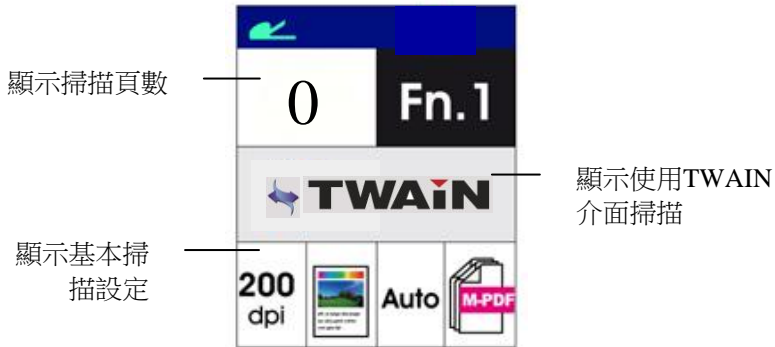 顯示掃描頁數
0
Fn.1
TWAIN
顯示使用TWAIN
介面掃描
顯示基本掃
描設定
200
dpi
Auto
M-PDF